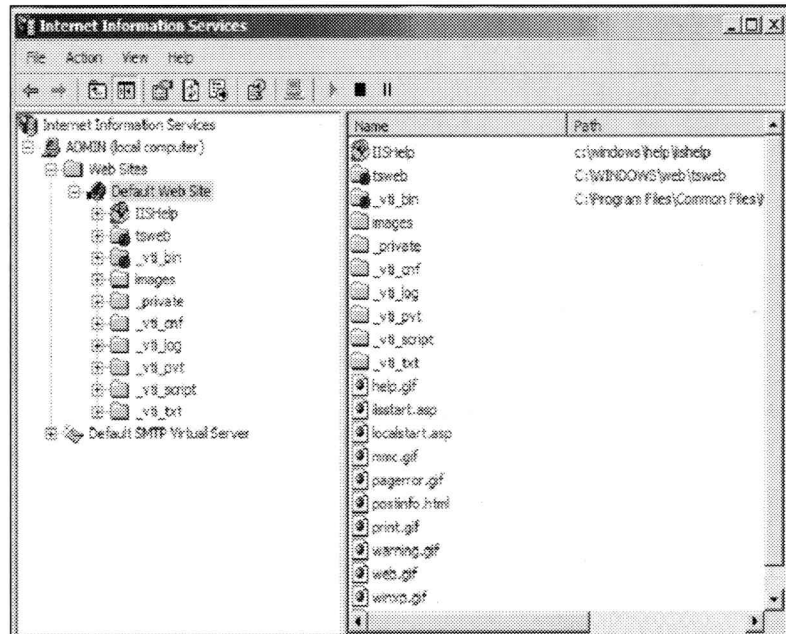 Internet Information Services
File Action View Help
Internet Information Services
ADMIN (local computer)
Web Sites
Default Web Site
IISHelp
tsweb
_vti_bin
images
_private
_vti_cnf
_vti_log
_vti_pvt
_vti_script
_vti_txt
Default SMTP Virtual Server
Name Path
IISHelp c:\windows\help\iishelp
tsweb C:\WINDOWS\web\tsweb
_vti_bin C:\Program Files\Common Files\
images
_private
_vti_cnf
_vti_log
_vti_pvt
_vti_script
_vti_txt
help.gif
iisstart.asp
localstart.asp
mmc.gif
pagerror.gif
postinfo.html
print.gif
warning.gif
web.gif
winxp.gif